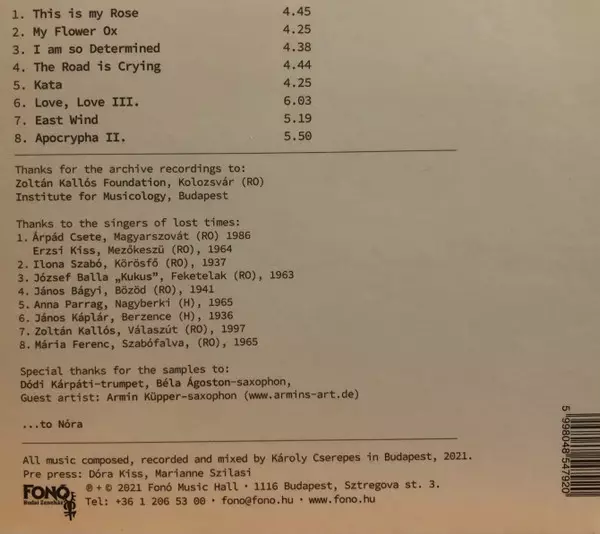 1. This is my Rose 4.45
2. My Flower Ox 4.25
3. I am so Determined 4.38
4. The Road is Crying 4.44
5. Kata 4.25
6. Love, Love III. 6.03
7. East Wind 5.19
8. Apocrypha II. 5.50
Thanks for the archive recordings to:
Zoltán Kallós Foundation, Kolozsvár (RO)
Institute for Musicology, Budapest
Thanks to the singers of lost times:
1. Árpád Csete, Magyarszovát (RO) 1986
Erzsi Kiss, Mezőkeszü (RO), 1964
2. Ilona Szabó, Körösfő (RO), 1937
3. József Balla „Kukus”, Feketelak (RO), 1963
4. János Bágyi, Bözöd (RO), 1941
5. Anna Parrag, Nagyberki (H), 1965
6. János Káplár, Berzence (H), 1936
7. Zoltán Kallós, Válaszút (RO), 1997
8. Mária Ferenc, Szabófalva, (RO), 1965
Special thanks for the samples to:
Dódi Kárpáti-trumpet, Béla Ágoston-saxophon,
Guest artist: Armin Küpper-saxophon (www.armins-art.de)
...to Nóra
All music composed, recorded and mixed by Károly Cserepes in Budapest, 2021.
Pre press: Dóra Kiss, Marianne Szilasi
FONÓ
Budai Zeneház
℗ + © 2021 Fonó Music Hall • 1116 Budapest, Sztregova st. 3.
Tel: +36 1 206 53 00 • fono@fono.hu • www.fono.hu
5 998048 547920